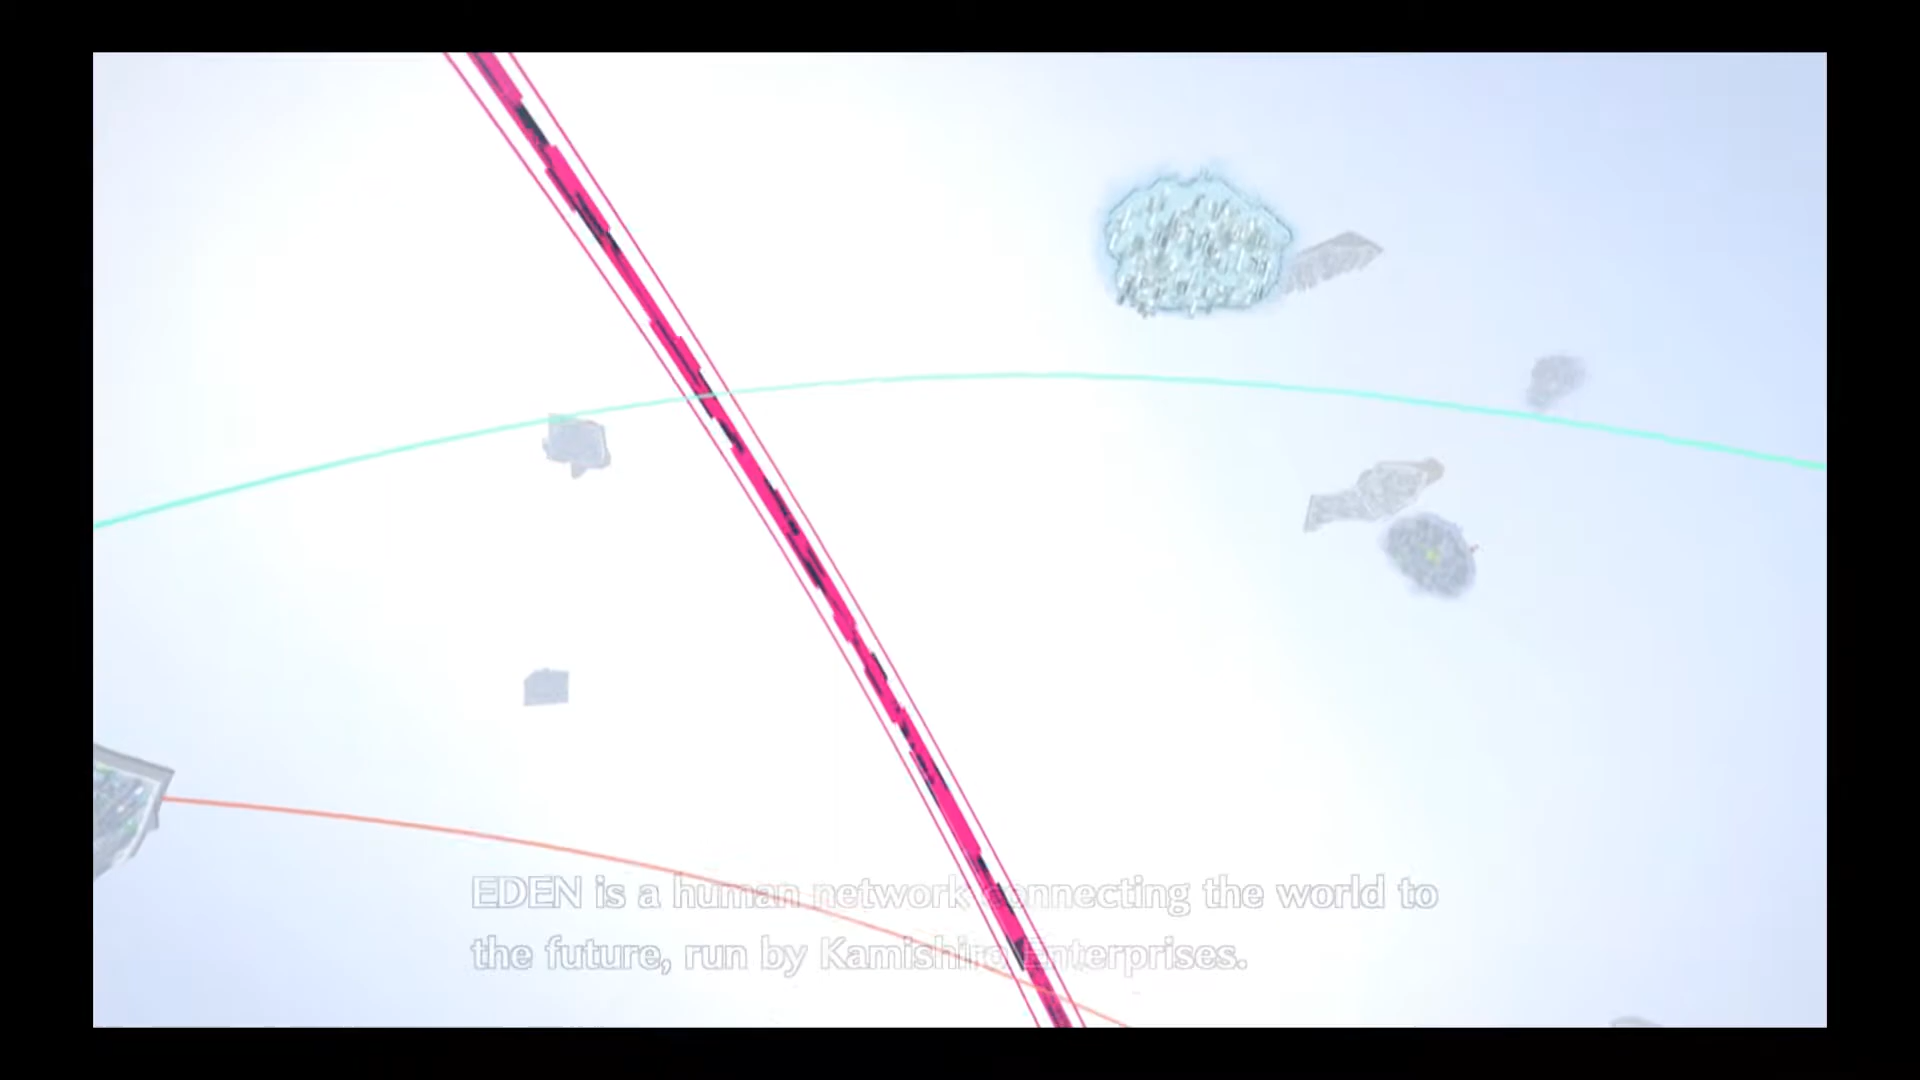 EDEN is a human network connecting the world to
the future, run by Kamishiro Enterprises.